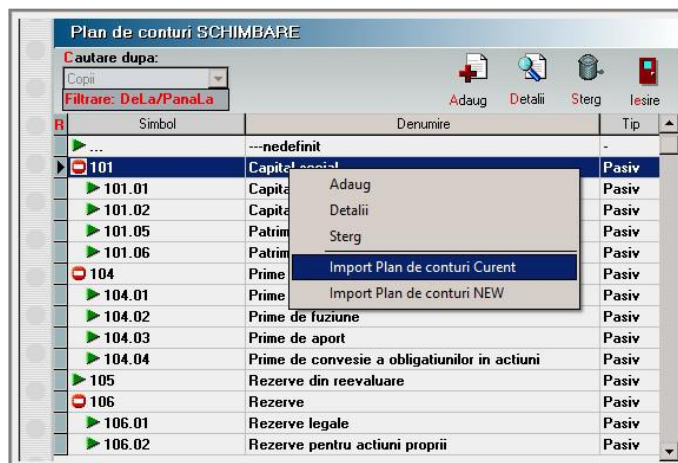 Plan de conturi SCHIMBARE
Cautare dupa:
Copii
Filtrare: DeLa/PanaLa
Adaug Detalii Sterg Iesire
R Simbol Denumire Tip
... ---nedefinit -
101 Capital social Pasiv
101.01 Capita Pasiv
101.02 Capita Pasiv
101.05 Patrim Pasiv
101.06 Patrim Pasiv
104 Prime Pasiv
104.01 Prime Pasiv
104.02 Prime de fuziune Pasiv
104.03 Prime de aport Pasiv
104.04 Prime de convesie a obligatiunilor in actiuni Pasiv
105 Rezerve din reevaluare Pasiv
106 Rezerve Pasiv
106.01 Rezerve legale Pasiv
106.02 Rezerve pentru actiuni proprii Pasiv
Adaug
Detalii
Sterg
Import Plan de conturi Curent
Import Plan de conturi NEW